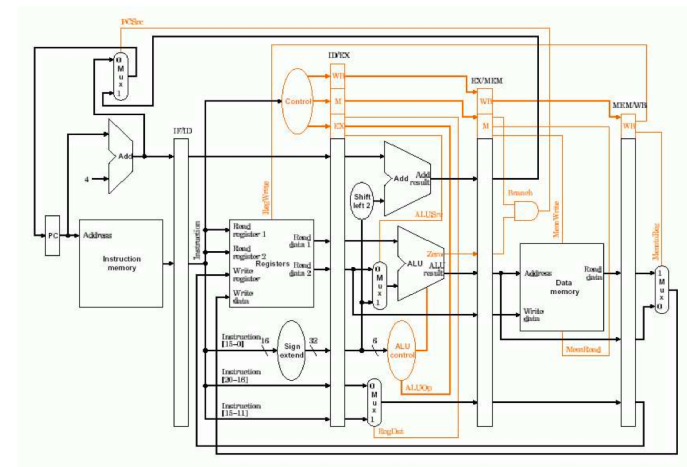 PCSrc
0
M
u
x
1
ID/EX
WB
EX/MEM
Control
M
WB
MEM/WB
EX
M
WB
IF/ID
Add
4
Add
Add
result
Shift
left 2
Branch
RegWrite
ALUSrc
MemWrite
MemtoReg
PC
Address
Instruction
memory
Instruction
Read
register 1
Read
register 2
Registers
Write
register
Write
data
Read
data 1
Read
data 2
0
M
u
x
1
Zero
ALU
ALU
result
Address
Data
memory
Write
data
Read
data
1
M
u
x
0
Instruction
[15–0]
16
Sign
extend
32
6
ALU
control
MemRead
Instruction
[20–16]
ALUOp
Instruction
[15–11]
0
M
u
x
1
RegDst